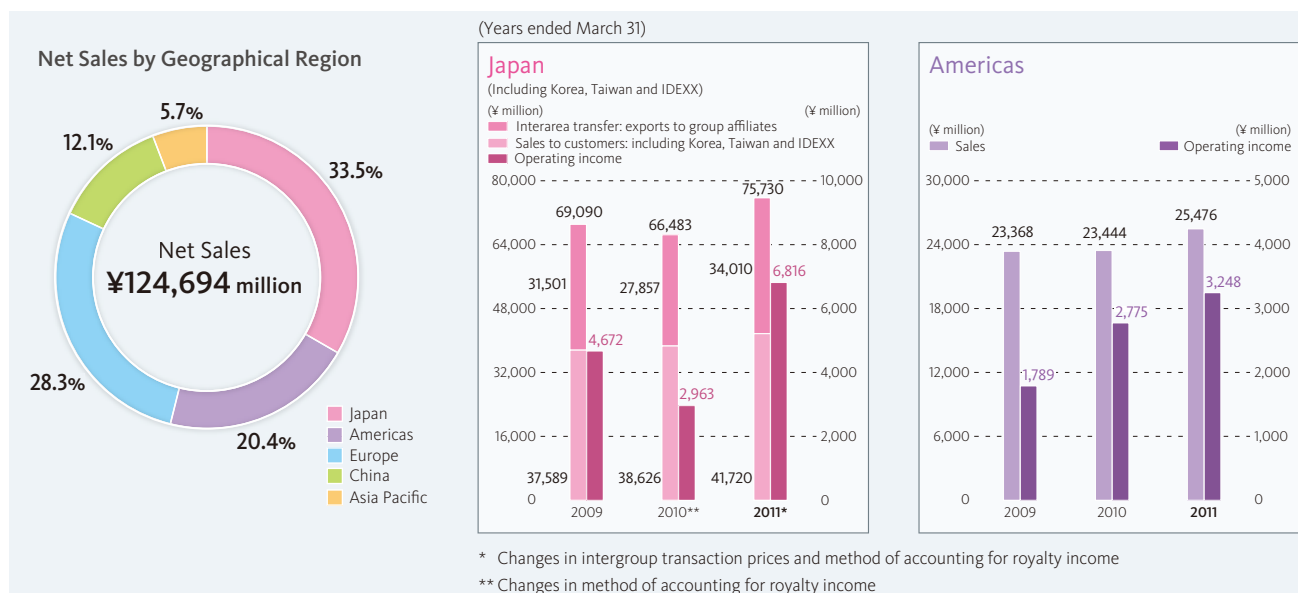 Net Sales by Geographical Region
5.7%
12.1%
33.5%
Net Sales
¥124,694 million
28.3%
20.4%
Japan
Americas
Europe
China
Asia Pacific
(Years ended March 31)
Japan
(Including Korea, Taiwan and IDEXX)
(¥ million) (¥ million)
Interarea transfer: exports to group affiliates
Sales to customers: including Korea, Taiwan and IDEXX
Operating income
80,000 10,000
75,730
69,090
66,483
64,000 8,000
34,010 6,816
31,501 27,857
48,000 6,000
4,672
32,000 4,000
2,963
16,000 2,000
37,589 38,626 41,720
0 0
2009 2010** 2011*
Americas
(¥ million) (¥ million)
Sales Operating income
30,000 5,000
25,476
23,368 23,444
24,000 4,000
3,248
18,000 3,000
2,775
12,000 2,000
1,789
6,000 1,000
0 0
2009 2010 2011
* Changes in intergroup transaction prices and method of accounting for royalty income
** Changes in method of accounting for royalty income